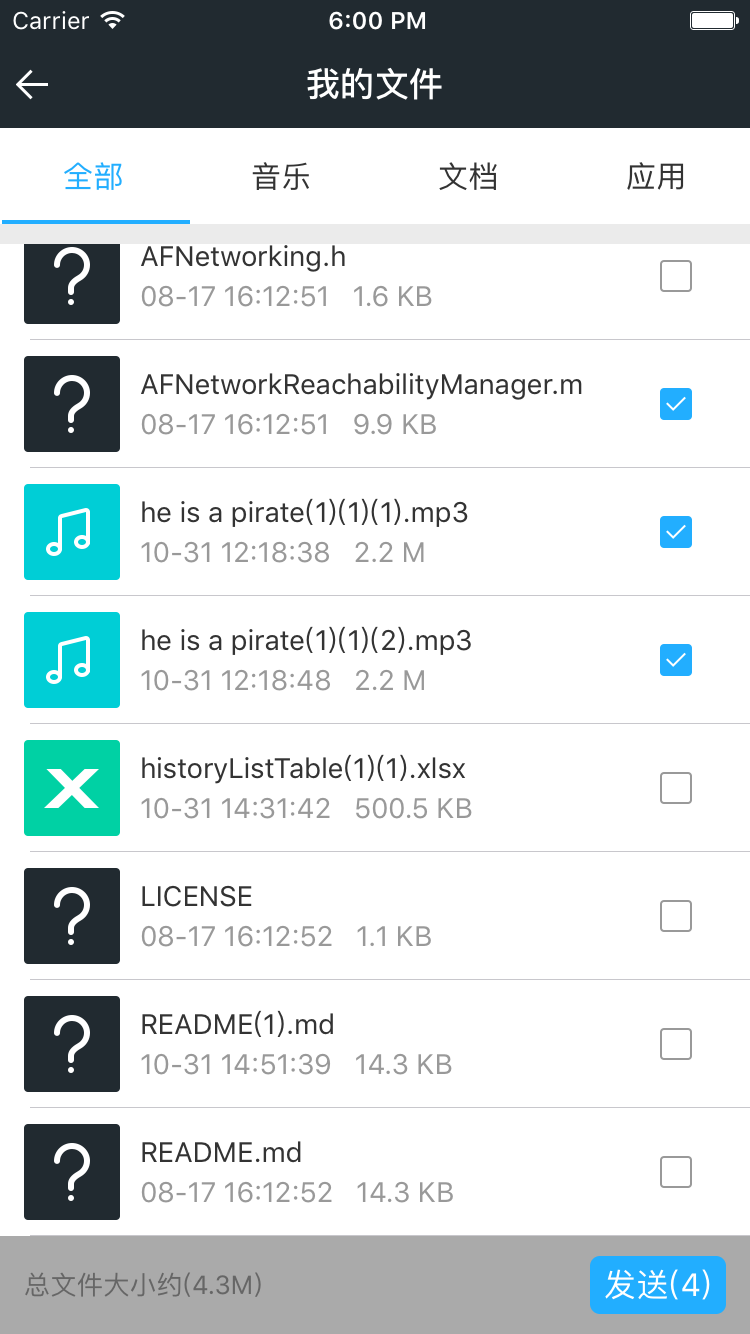 Carrier 6:00 PM
我的文件
全部 音乐 文档 应用
AFNetworking.h
08-17 16:12:51 1.6 KB
AFNetworkReachabilityManager.m
08-17 16:12:51 9.9 KB
he is a pirate(1)(1)(1).mp3
10-31 12:18:38 2.2 M
he is a pirate(1)(1)(2).mp3
10-31 12:18:48 2.2 M
historyListTable(1)(1).xlsx
10-31 14:31:42 500.5 KB
LICENSE
08-17 16:12:52 1.1 KB
README(1).md
10-31 14:51:39 14.3 KB
README.md
08-17 16:12:52 14.3 KB
总文件大小约(4.3M) 发送(4)